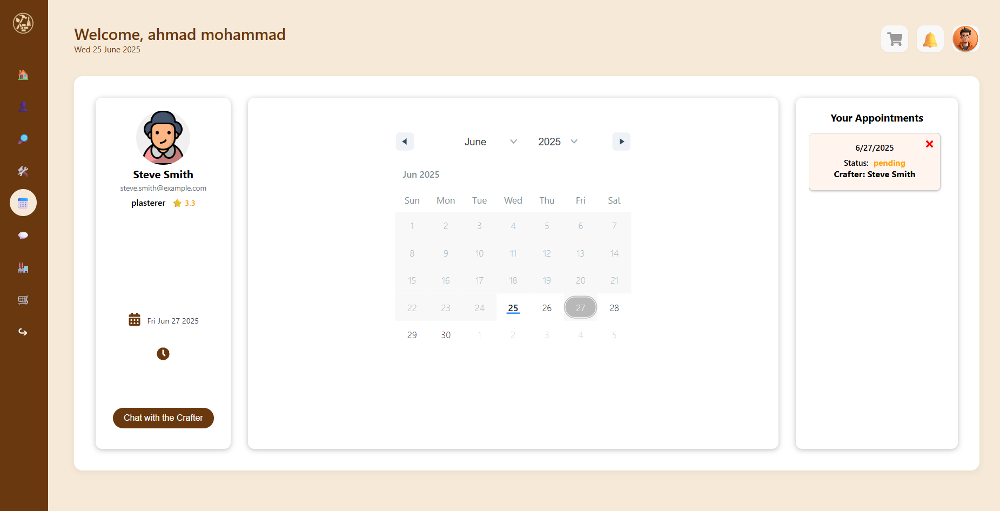 Welcome, ahmad mohammad
Wed 25 June 2025
Steve Smith
steve.smith@example.com
plasterer 3.3
Fri Jun 27 2025
Chat with the Crafter
June 2025
Jun 2025
Sun Mon Tue Wed Thu Fri Sat
1 2 3 4 5 6 7
8 9 10 11 12 13 14
15 16 17 18 19 20 21
22 23 24 25 26 27 28
29 30 1 2 3 4 5
Your Appointments
6/27/2025
Status: pending
Crafter: Steve Smith